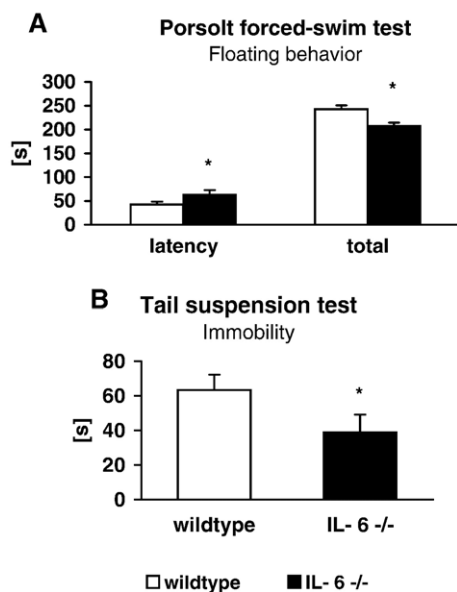 A Porsolt forced-swim test
Floating behavior
300
250
200
150
100
50
0
[s]
*
*
latency total
B Tail suspension test
Immobility
80
60
40
20
0
[s]
*
wildtype IL- 6 -/-
wildtype IL- 6 -/-